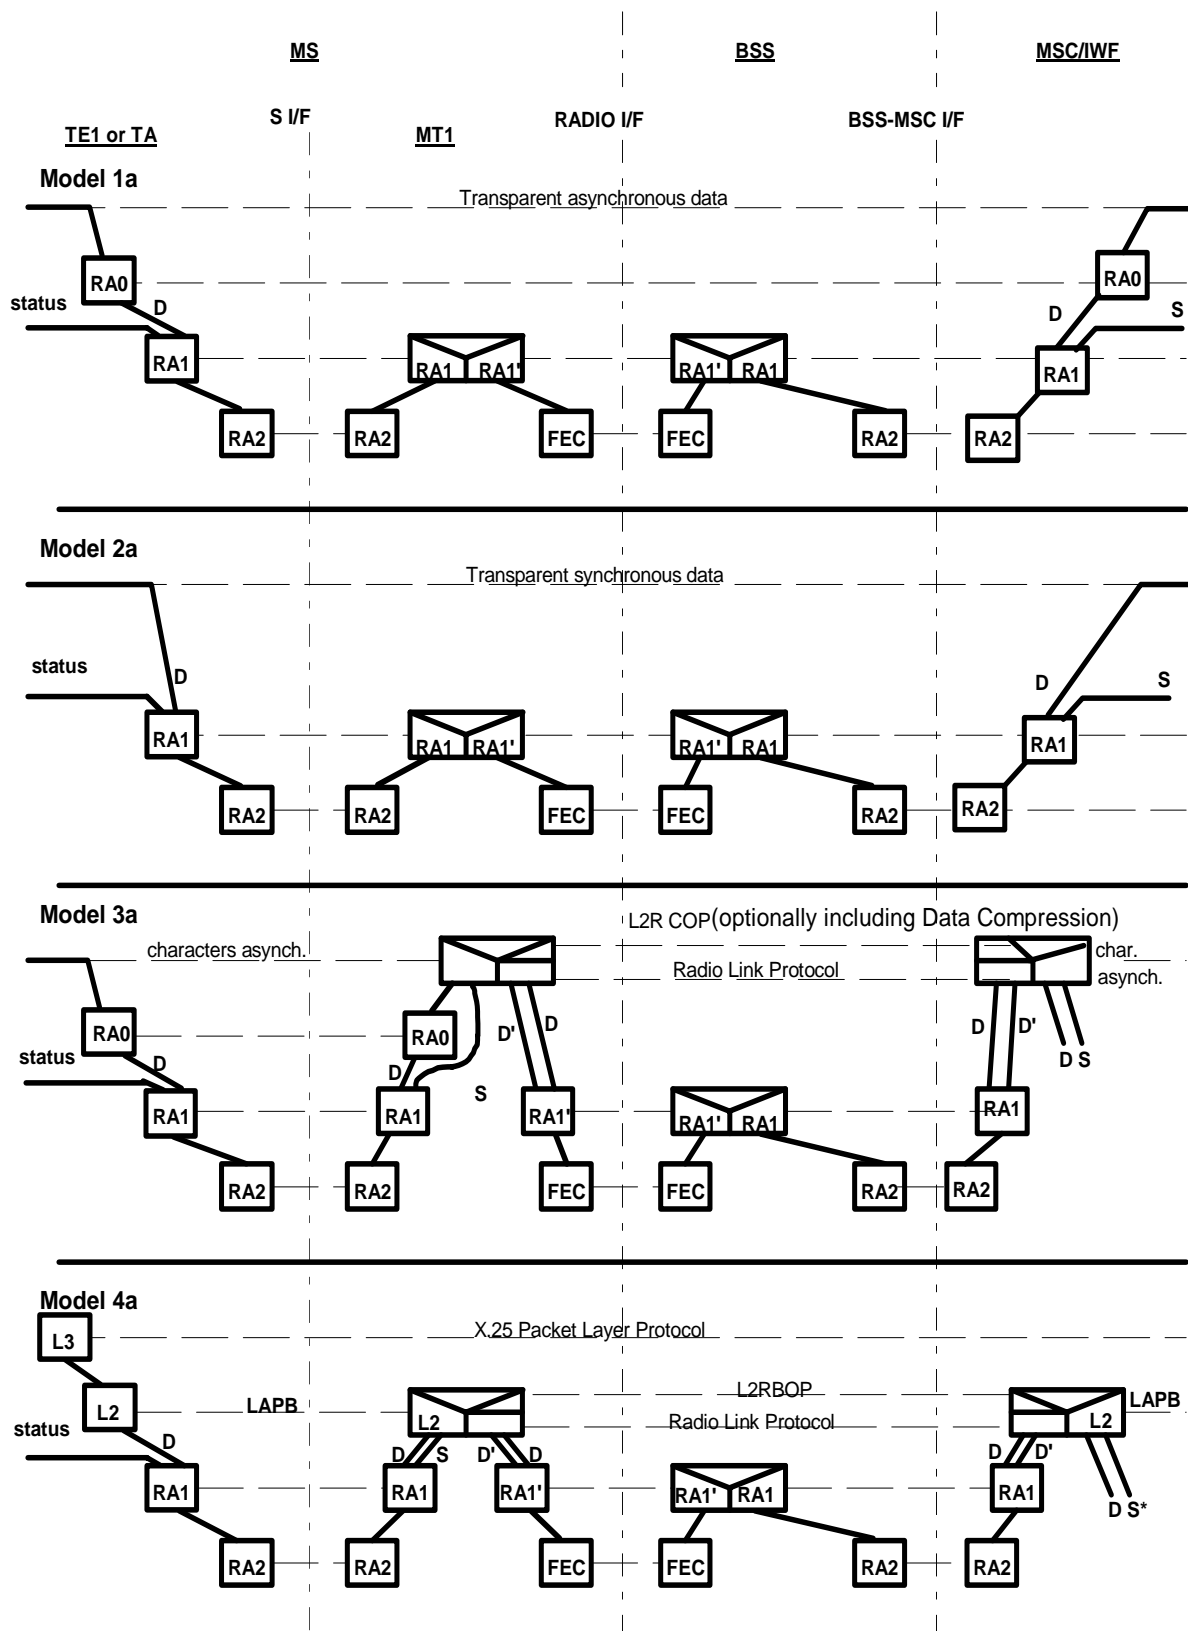 MS BSS MSC/IWF
S I/F RADIO I/F BSS-MSC I/F
TE1 or TA MT1
Model 1a
Transparent asynchronous data
RA0 RA0
status D D S
RA1 RA1 RA1' RA1' RA1 RA1
RA2 RA2 FEC FEC RA2 RA2
Model 2a
Transparent synchronous data
status D D S
RA1 RA1 RA1' RA1' RA1 RA1
RA2 RA2 FEC FEC RA2 RA2
Model 3a
L2R COP(optionally including Data Compression)
characters asynch. char.
Radio Link Protocol asynch.
RA0 RA0 D' D D D'
status D D S D S
RA1 RA1 RA1' RA1' RA1 RA1
RA2 RA2 FEC FEC RA2 RA2
Model 4a
L3 X.25 Packet Layer Protocol
L2RBOP
L2 LAPB L2 Radio Link Protocol L2 LAPB
status D D S D' D D D'
RA1 RA1 RA1' RA1' RA1 RA1 D S*
RA2 RA2 FEC FEC RA2 RA2